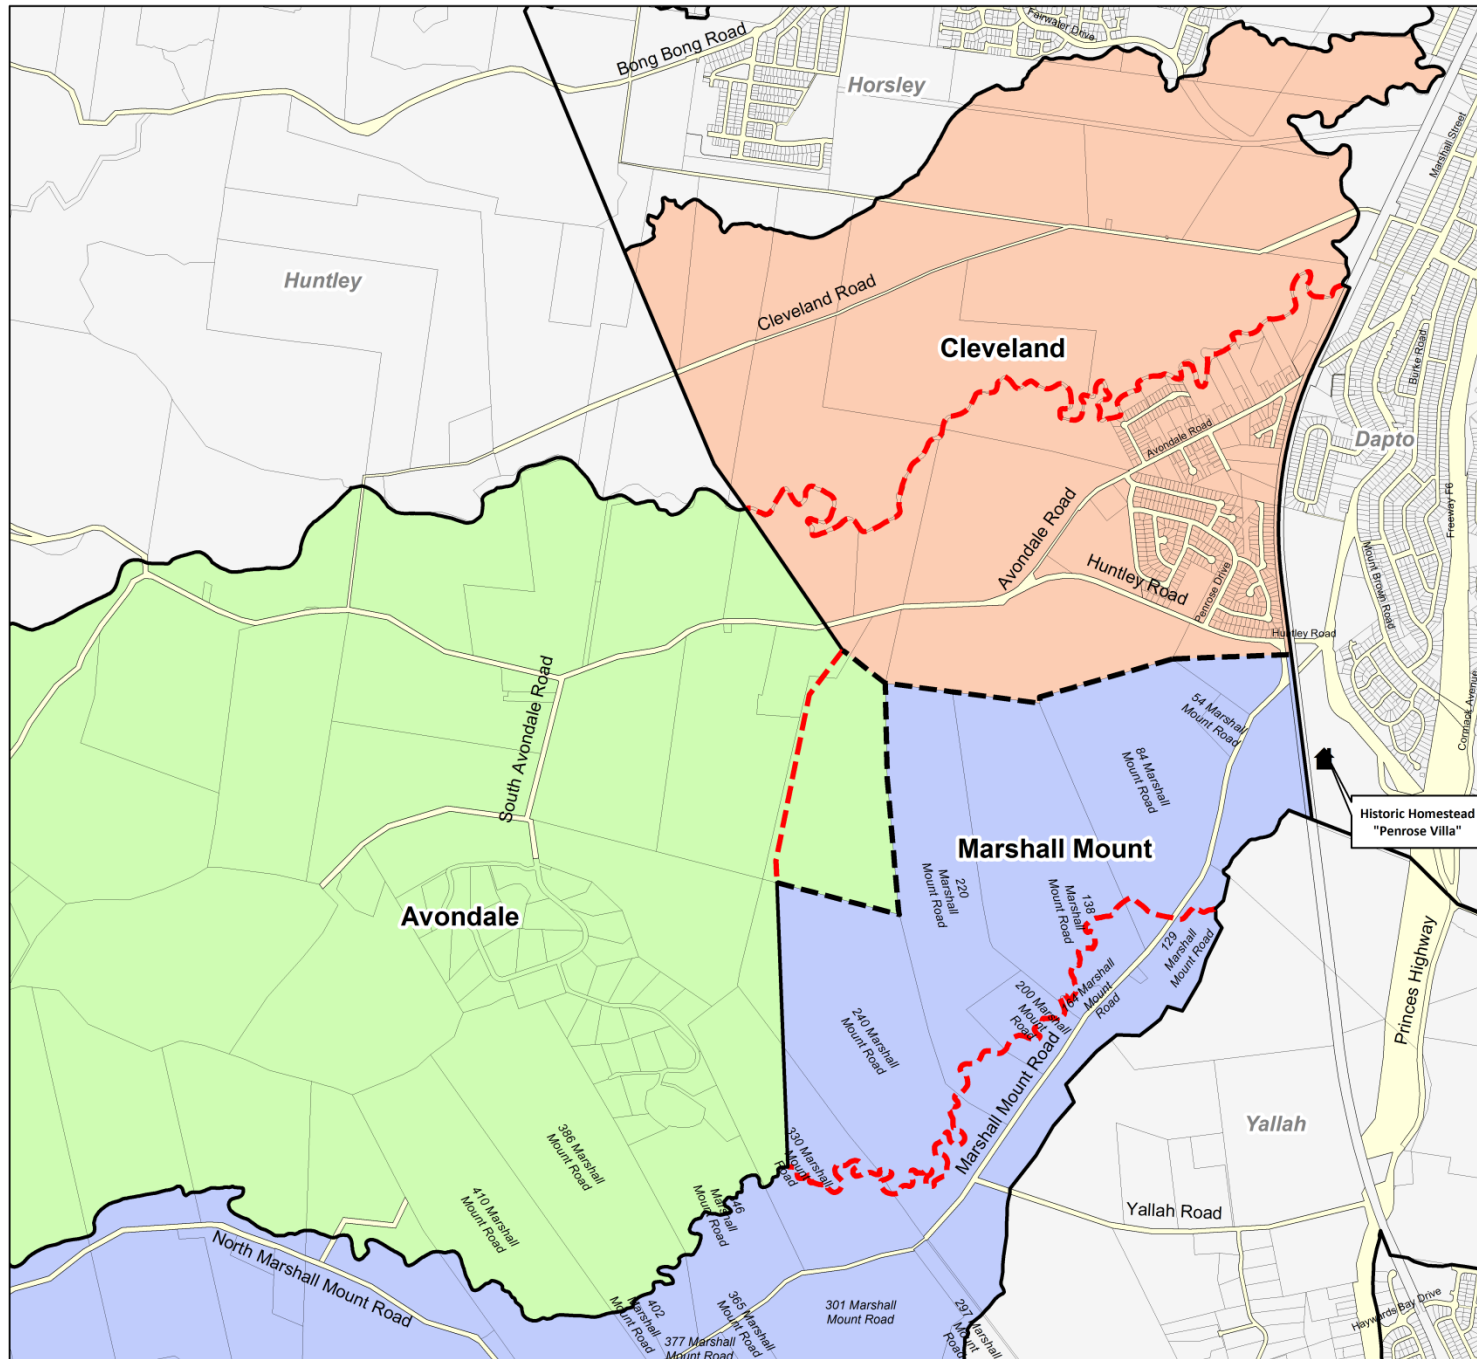 Fairwater Drive
Bong Bong Road
Horsley
Marshall Street
Huntley
Cleveland Road
Cleveland
Burke Road
Dapto
Avondale Road
Freeway F6
Avondale Road
Huntley Road
Penrose Drive
Mount Brown Road
Huntley Road
South Avondale Road
54 Marshall
Mount Road
Cormack Avenue
84 Marshall
Mount Road
Historic Homestead
"Penrose Villa"
Marshall Mount
220
Marshall
Mount Road
138
Marshall
Mount Road
Avondale
129
Marshall
Mount Road
Princes Highway
200 Marshall
Mount
Road
Marshall
Mount
Road
240 Marshall
Mount Road
Marshall Mount Road
Yallah
386 Marshall
Mount Road
330 Marshall
Mount
Road
410 Marshall
Mount Road
Marshall
Mount Road
Yallah Road
North Marshall Mount Road
402
Marshall
Mount Road
365 Marshall
Mount Road
301 Marshall
Mount Road
297 Marshall
Mount
Road
Haywards Bay Drive
377 Marshall
Mount Road